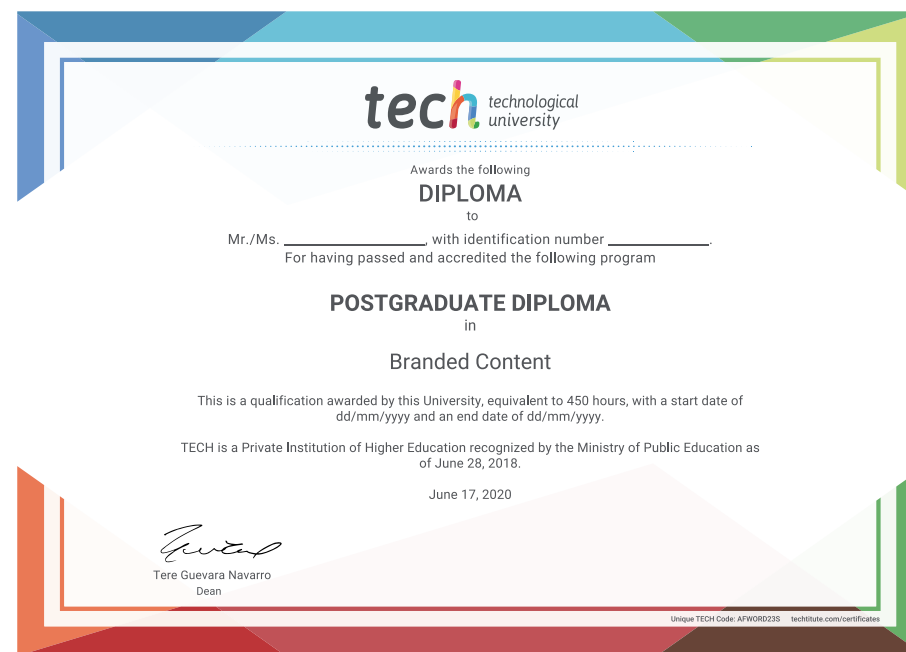 tech technological
university
Awards the following
DIPLOMA
to
Mr./Ms. ________________, with identification number ____________.
For having passed and accredited the following program
POSTGRADUATE DIPLOMA
in
Branded Content
This is a qualification awarded by this University, equivalent to 450 hours, with a start date of
dd/mm/yyyy and an end date of dd/mm/yyyy.
TECH is a Private Institution of Higher Education recognized by the Ministry of Public Education as
of June 28, 2018.
June 17, 2020
Tere Guevara Navarro
Dean
Unique TECH Code: AFWORD23S techtitute.com/certificates